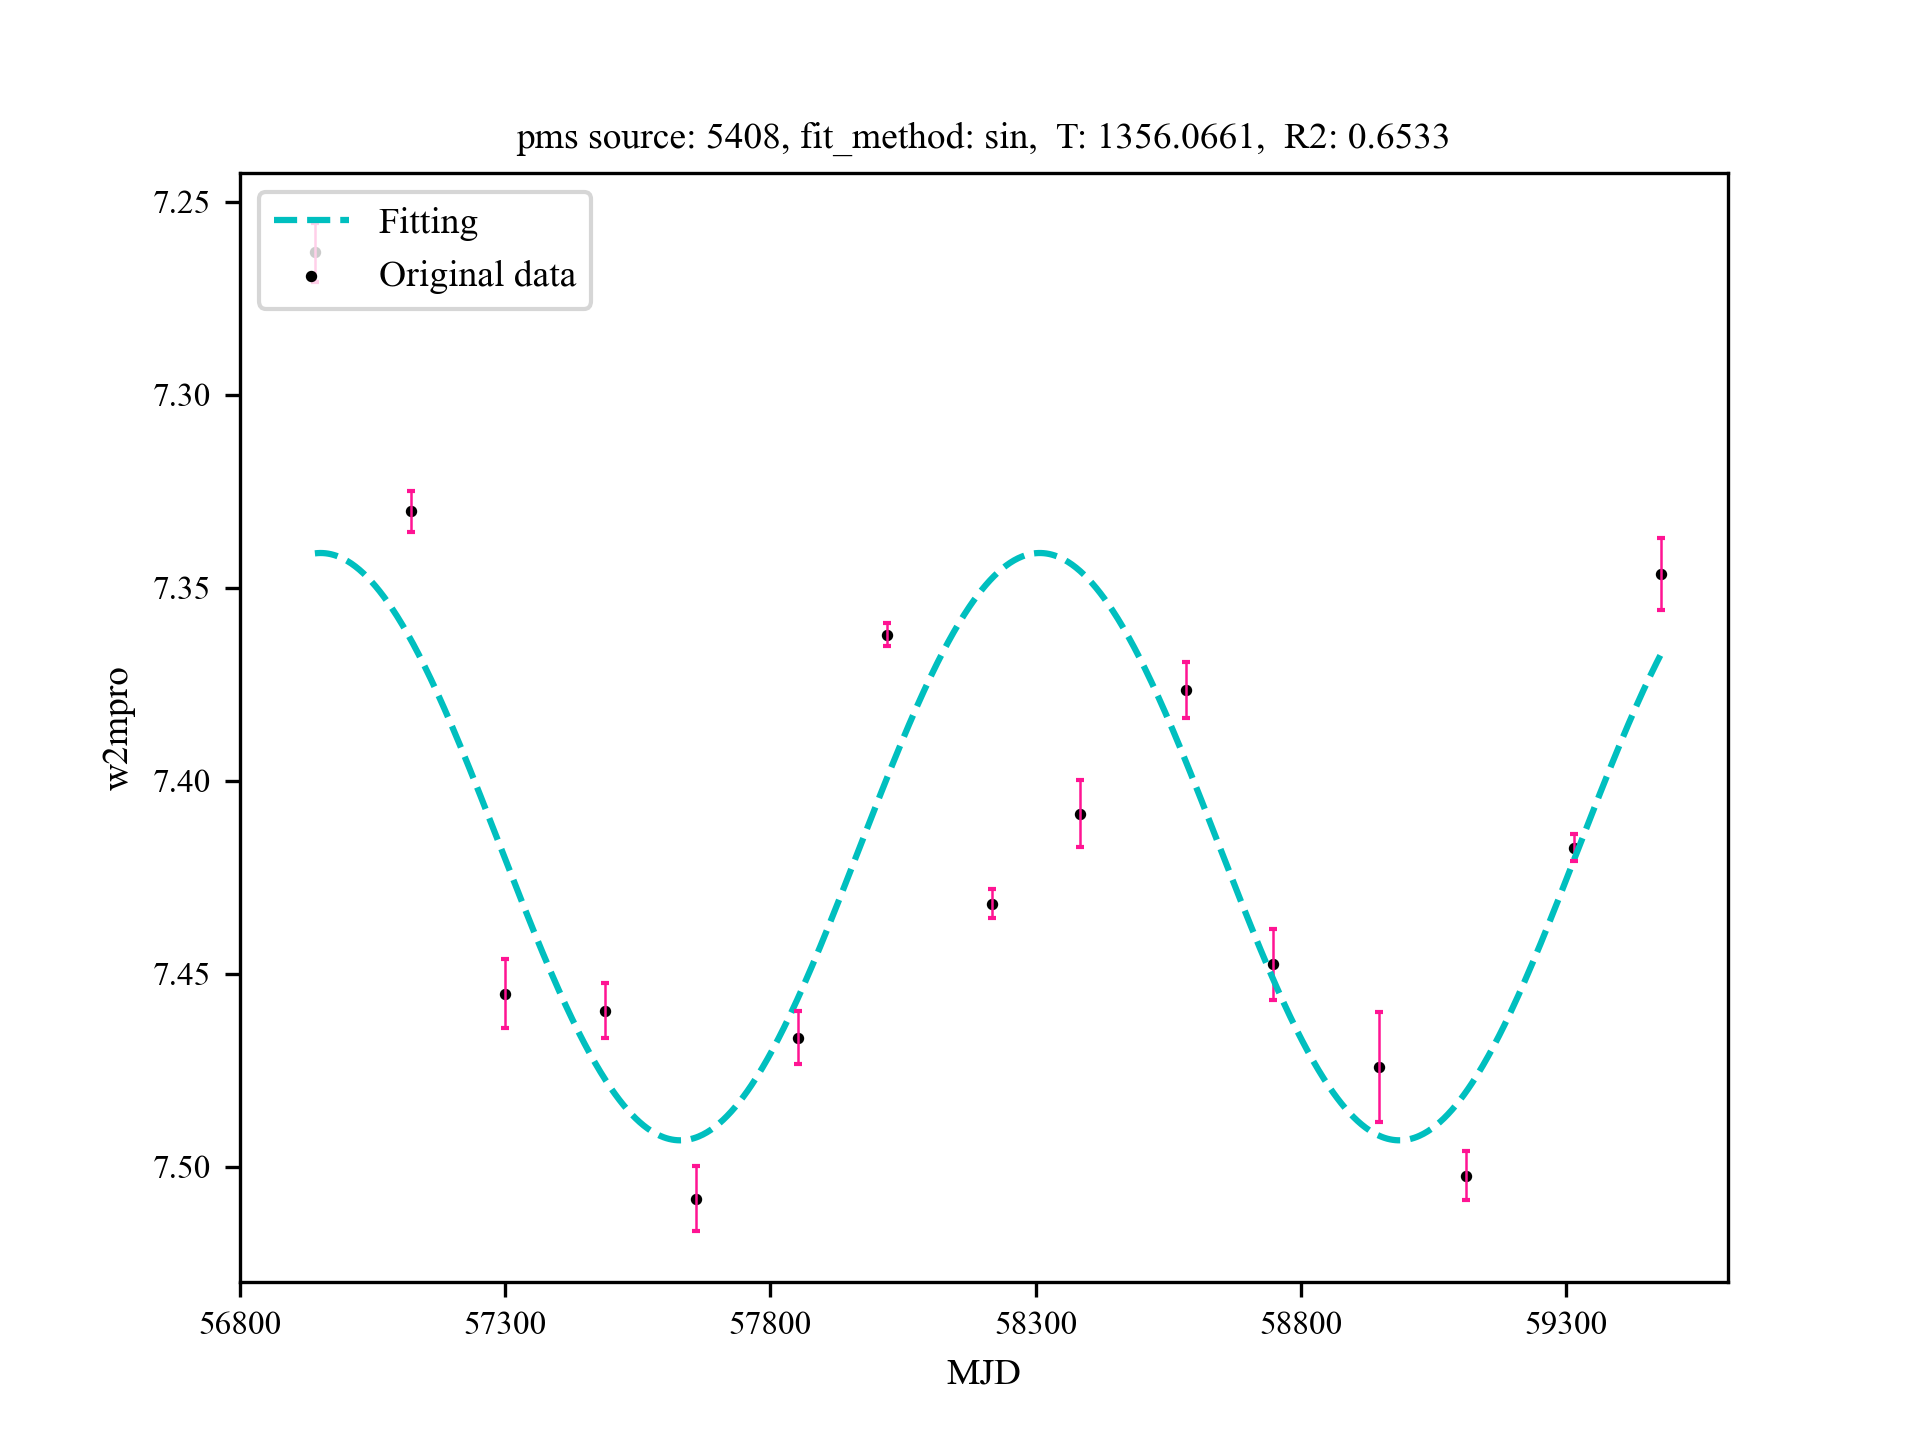 pms source: 5408, fit_method: sin,  T: 1356.0661,  R2: 0.6533
Fitting
Original data
7.25
7.30
7.35
7.40
7.45
7.50
w2mpro
56800
57300
57800
58300
58800
59300
MJD